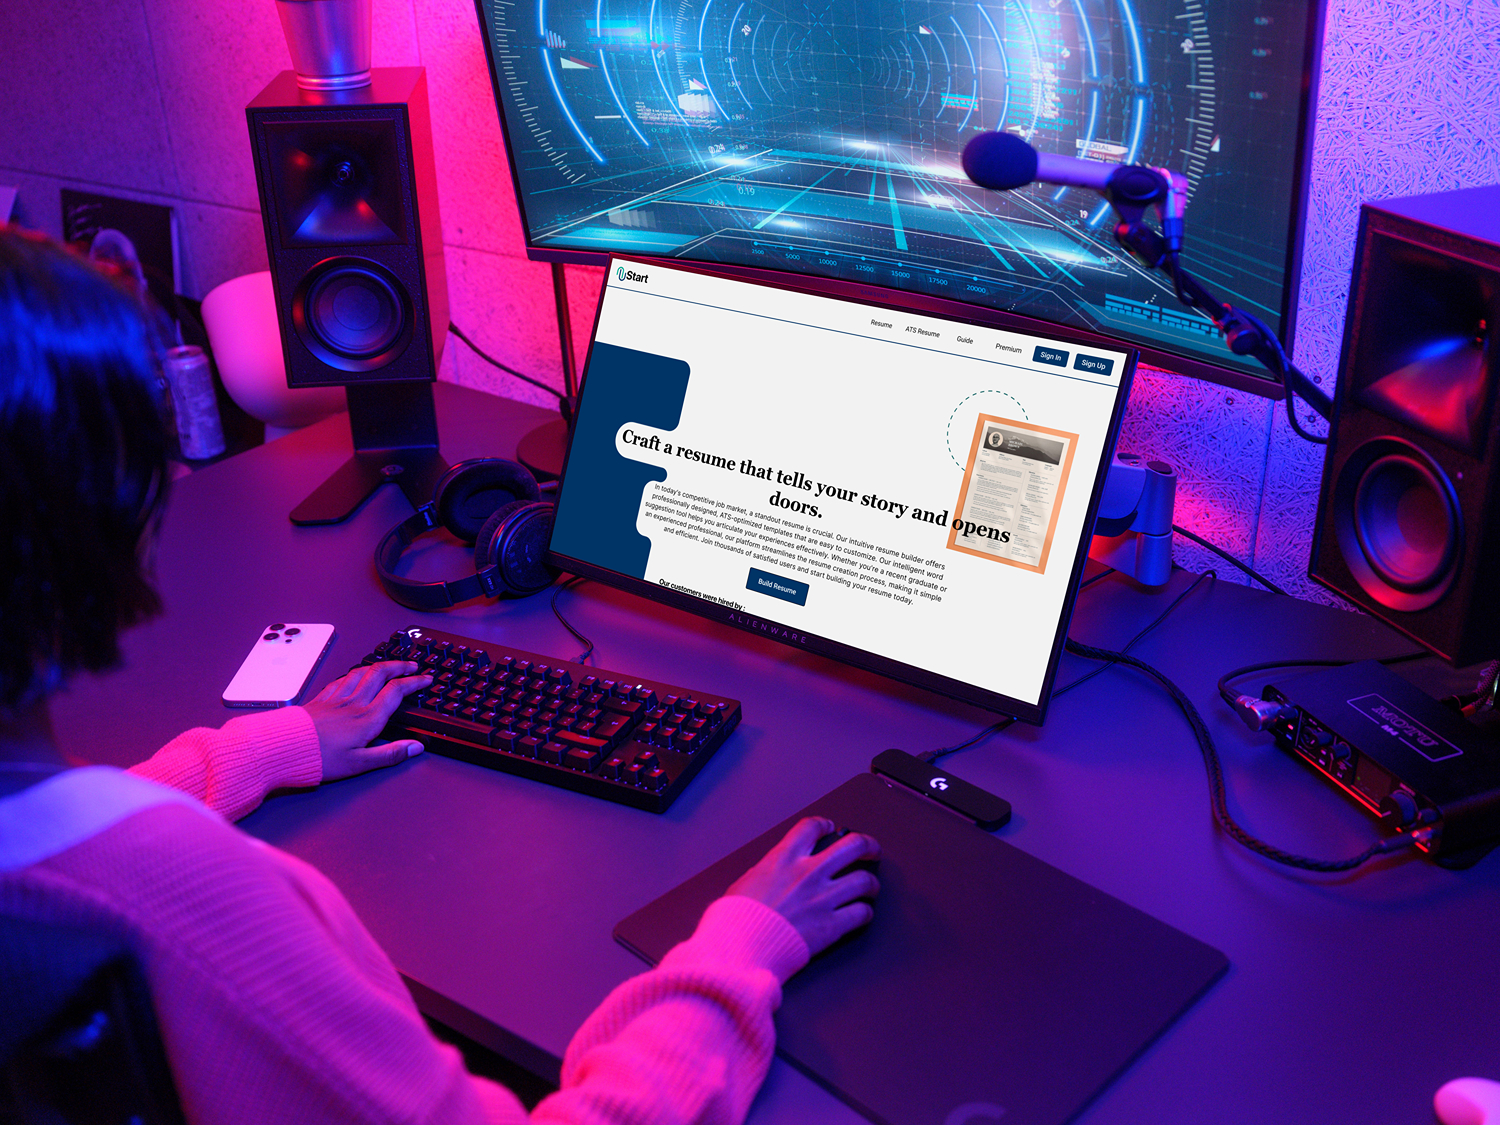 GLOBAL
0.24
0.19
0.24
19
20
2500
5000
10000
12500
15000
17500
20000
Start
Resume
ATS Resume
Guide
Premium
Sign In
Sign Up
Craft a resume that tells your story and opens
doors.
In today's competitive job market, a standout resume is crucial. Our intuitive resume builder offers
professionally designed, ATS-optimized templates that are easy to customize. Our intelligent word
suggestion tool helps you articulate your experiences effectively. Whether you're a recent graduate or
an experienced professional, our platform streamlines the resume creation process, making it simple
and efficient. Join thousands of satisfied users and start building your resume today.
Build Resume
Our customers were hired by :
ALIENWARE